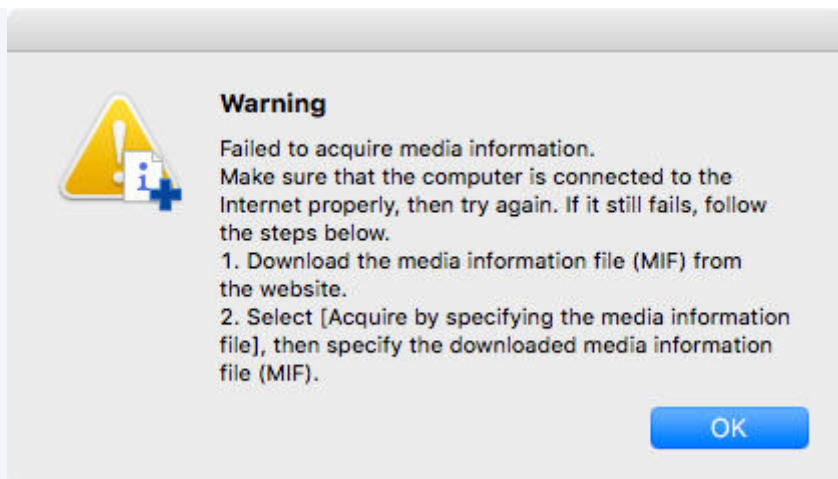 Warning
Failed to acquire media information.
Make sure that the computer is connected to the
Internet properly, then try again. If it still fails, follow
the steps below.
1. Download the media information file (MIF) from
the website.
2. Select [Acquire by specifying the media information
file], then specify the downloaded media information
file (MIF).
OK